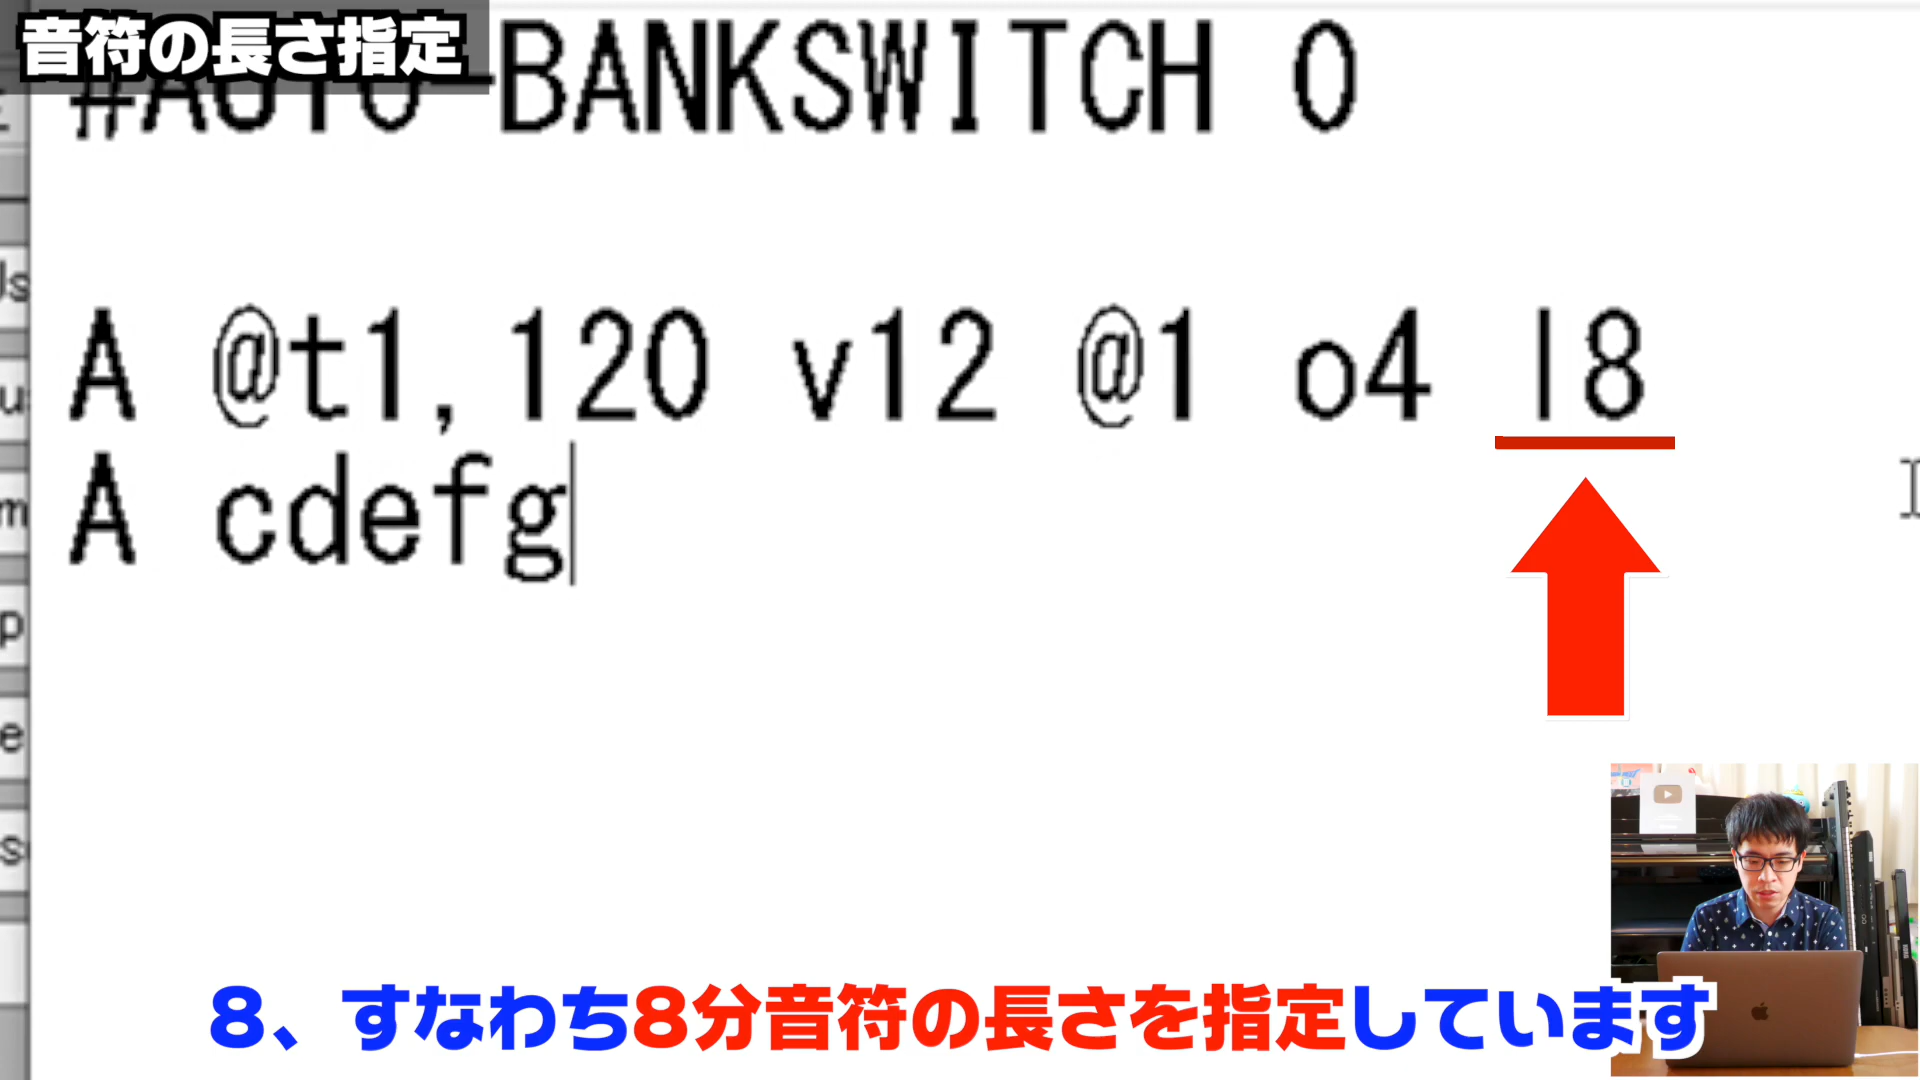 音符の長さ指定
#AUTO-BANKSWITCH 0
A @t1,120 v12 @1 o4 l8
A cdefg
8、すなわち8分音符の長さを指定しています